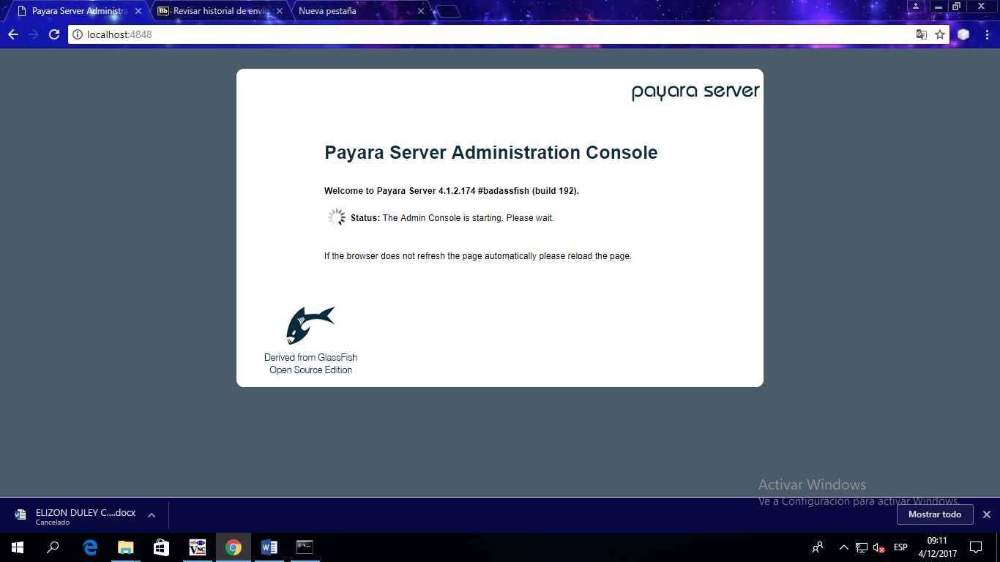 Payara Server Administra
Revisar historial de envío
Nueva pestaña
localhost:4848
payara server
Payara Server Administration Console
Welcome to Payara Server 4.1.2.174 #badassfish (build 192).
Status: The Admin Console is starting. Please wait.
If the browser does not refresh the page automatically please reload the page.
Derived from GlassFish
Open Source Edition
Activar Windows
Ve a Configuración para activar Windows.
ELIZON DULEY C....docx
Cancelado
Mostrar todo
Bb
VNC
ESP
09:11
4/12/2017